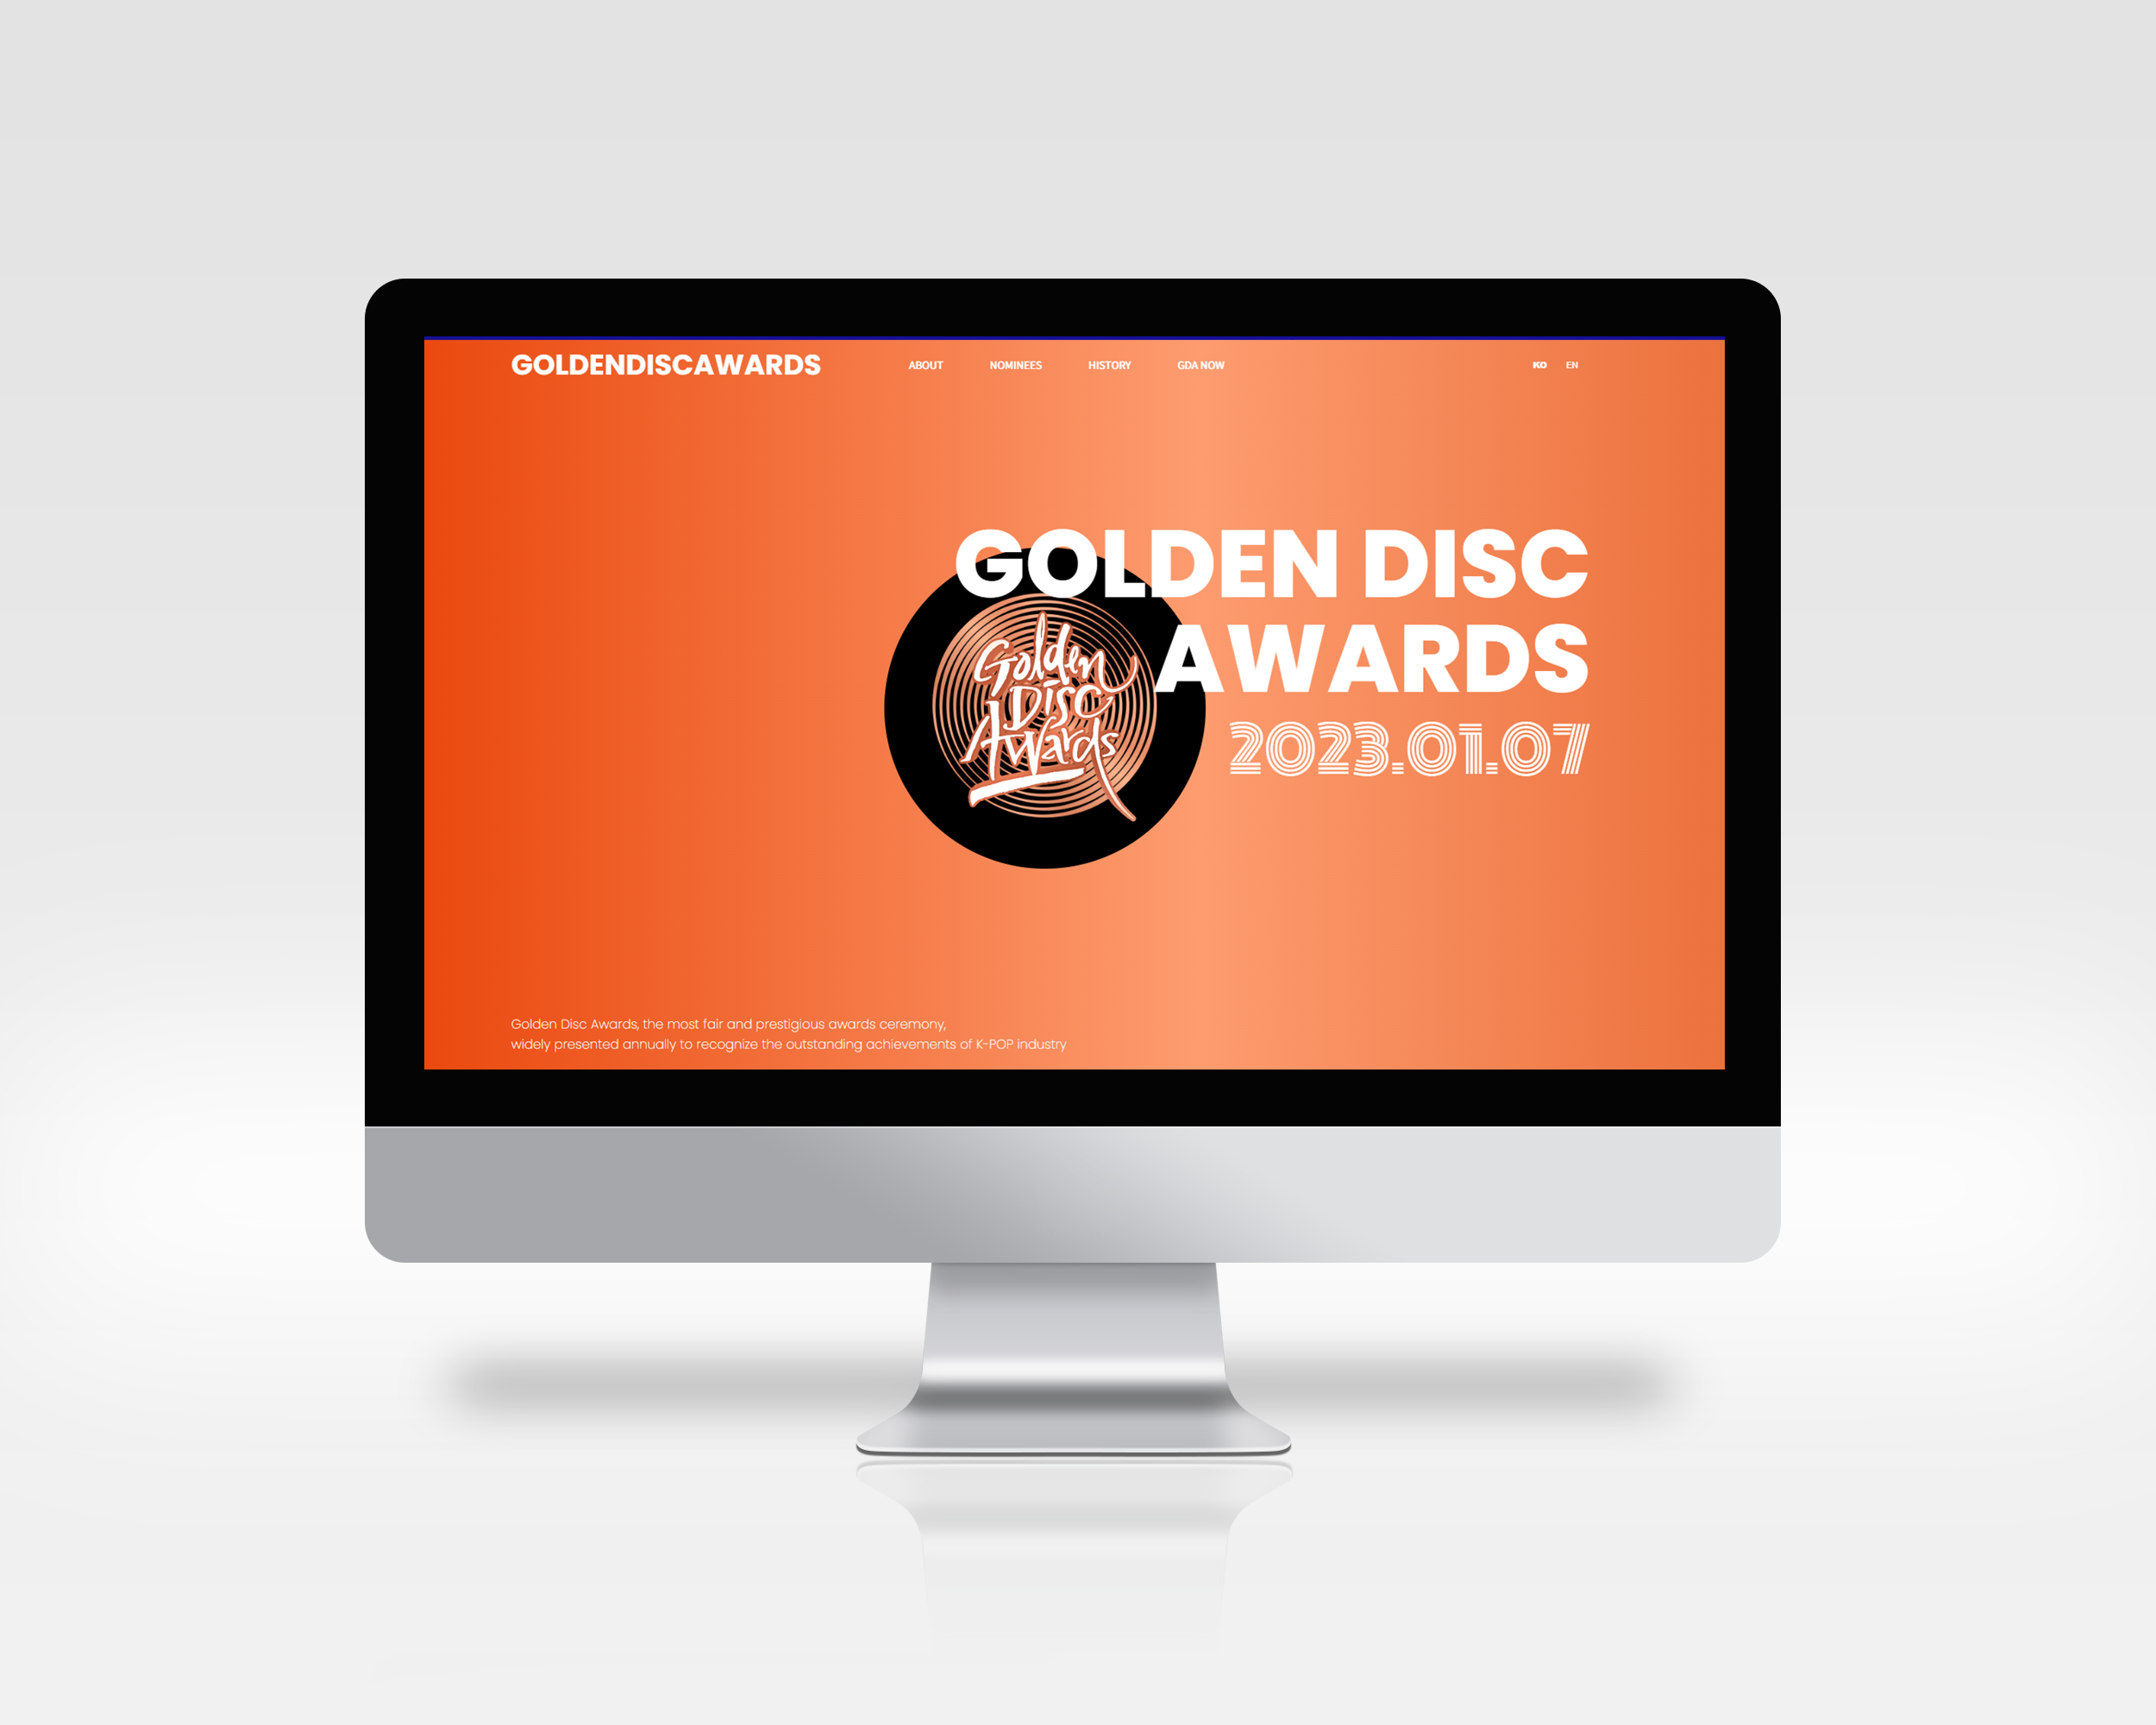 GOLDENDISCAWARDS
ABOUT NOMINEES HISTORY GDA NOW
KO EN
GOLDEN DISC
AWARDS
2023.01.07
Golden
Disc
Awards
Golden Disc Awards, the most fair and prestigious awards ceremony,
widely presented annually to recognize the outstanding achievements of K-POP industry